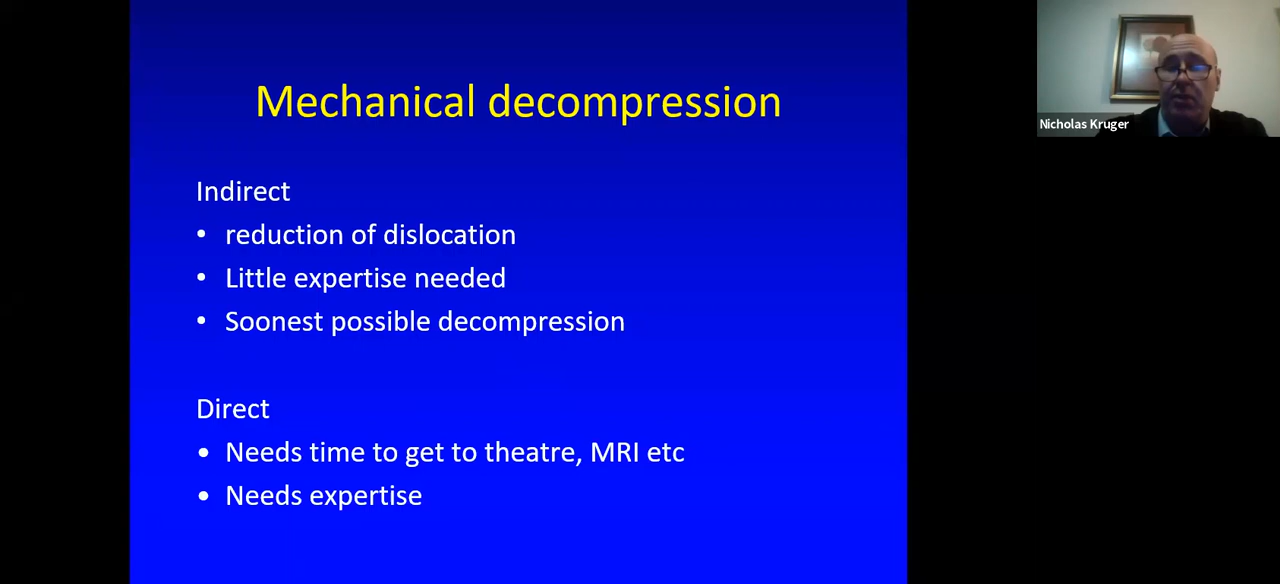 Mechanical decompression
Nicholas Kruger
Indirect
• reduction of dislocation
• Little expertise needed
• Soonest possible decompression
Direct
• Needs time to get to theatre, MRI etc
• Needs expertise